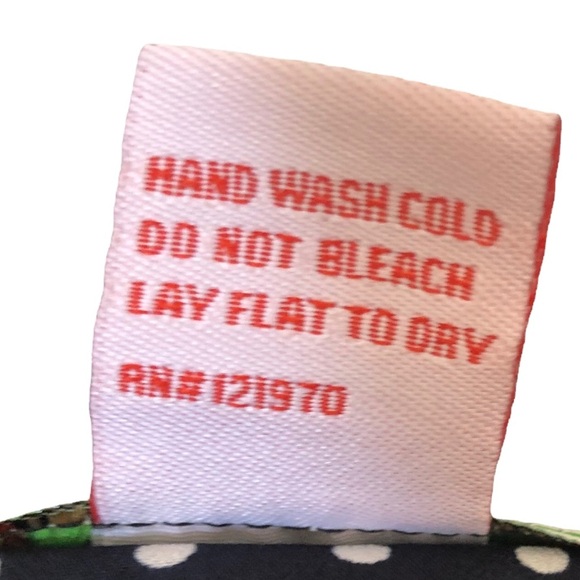 HAND WASH COLD
DO NOT BLEACH
LAY FLAT TO DRY
RN#121970